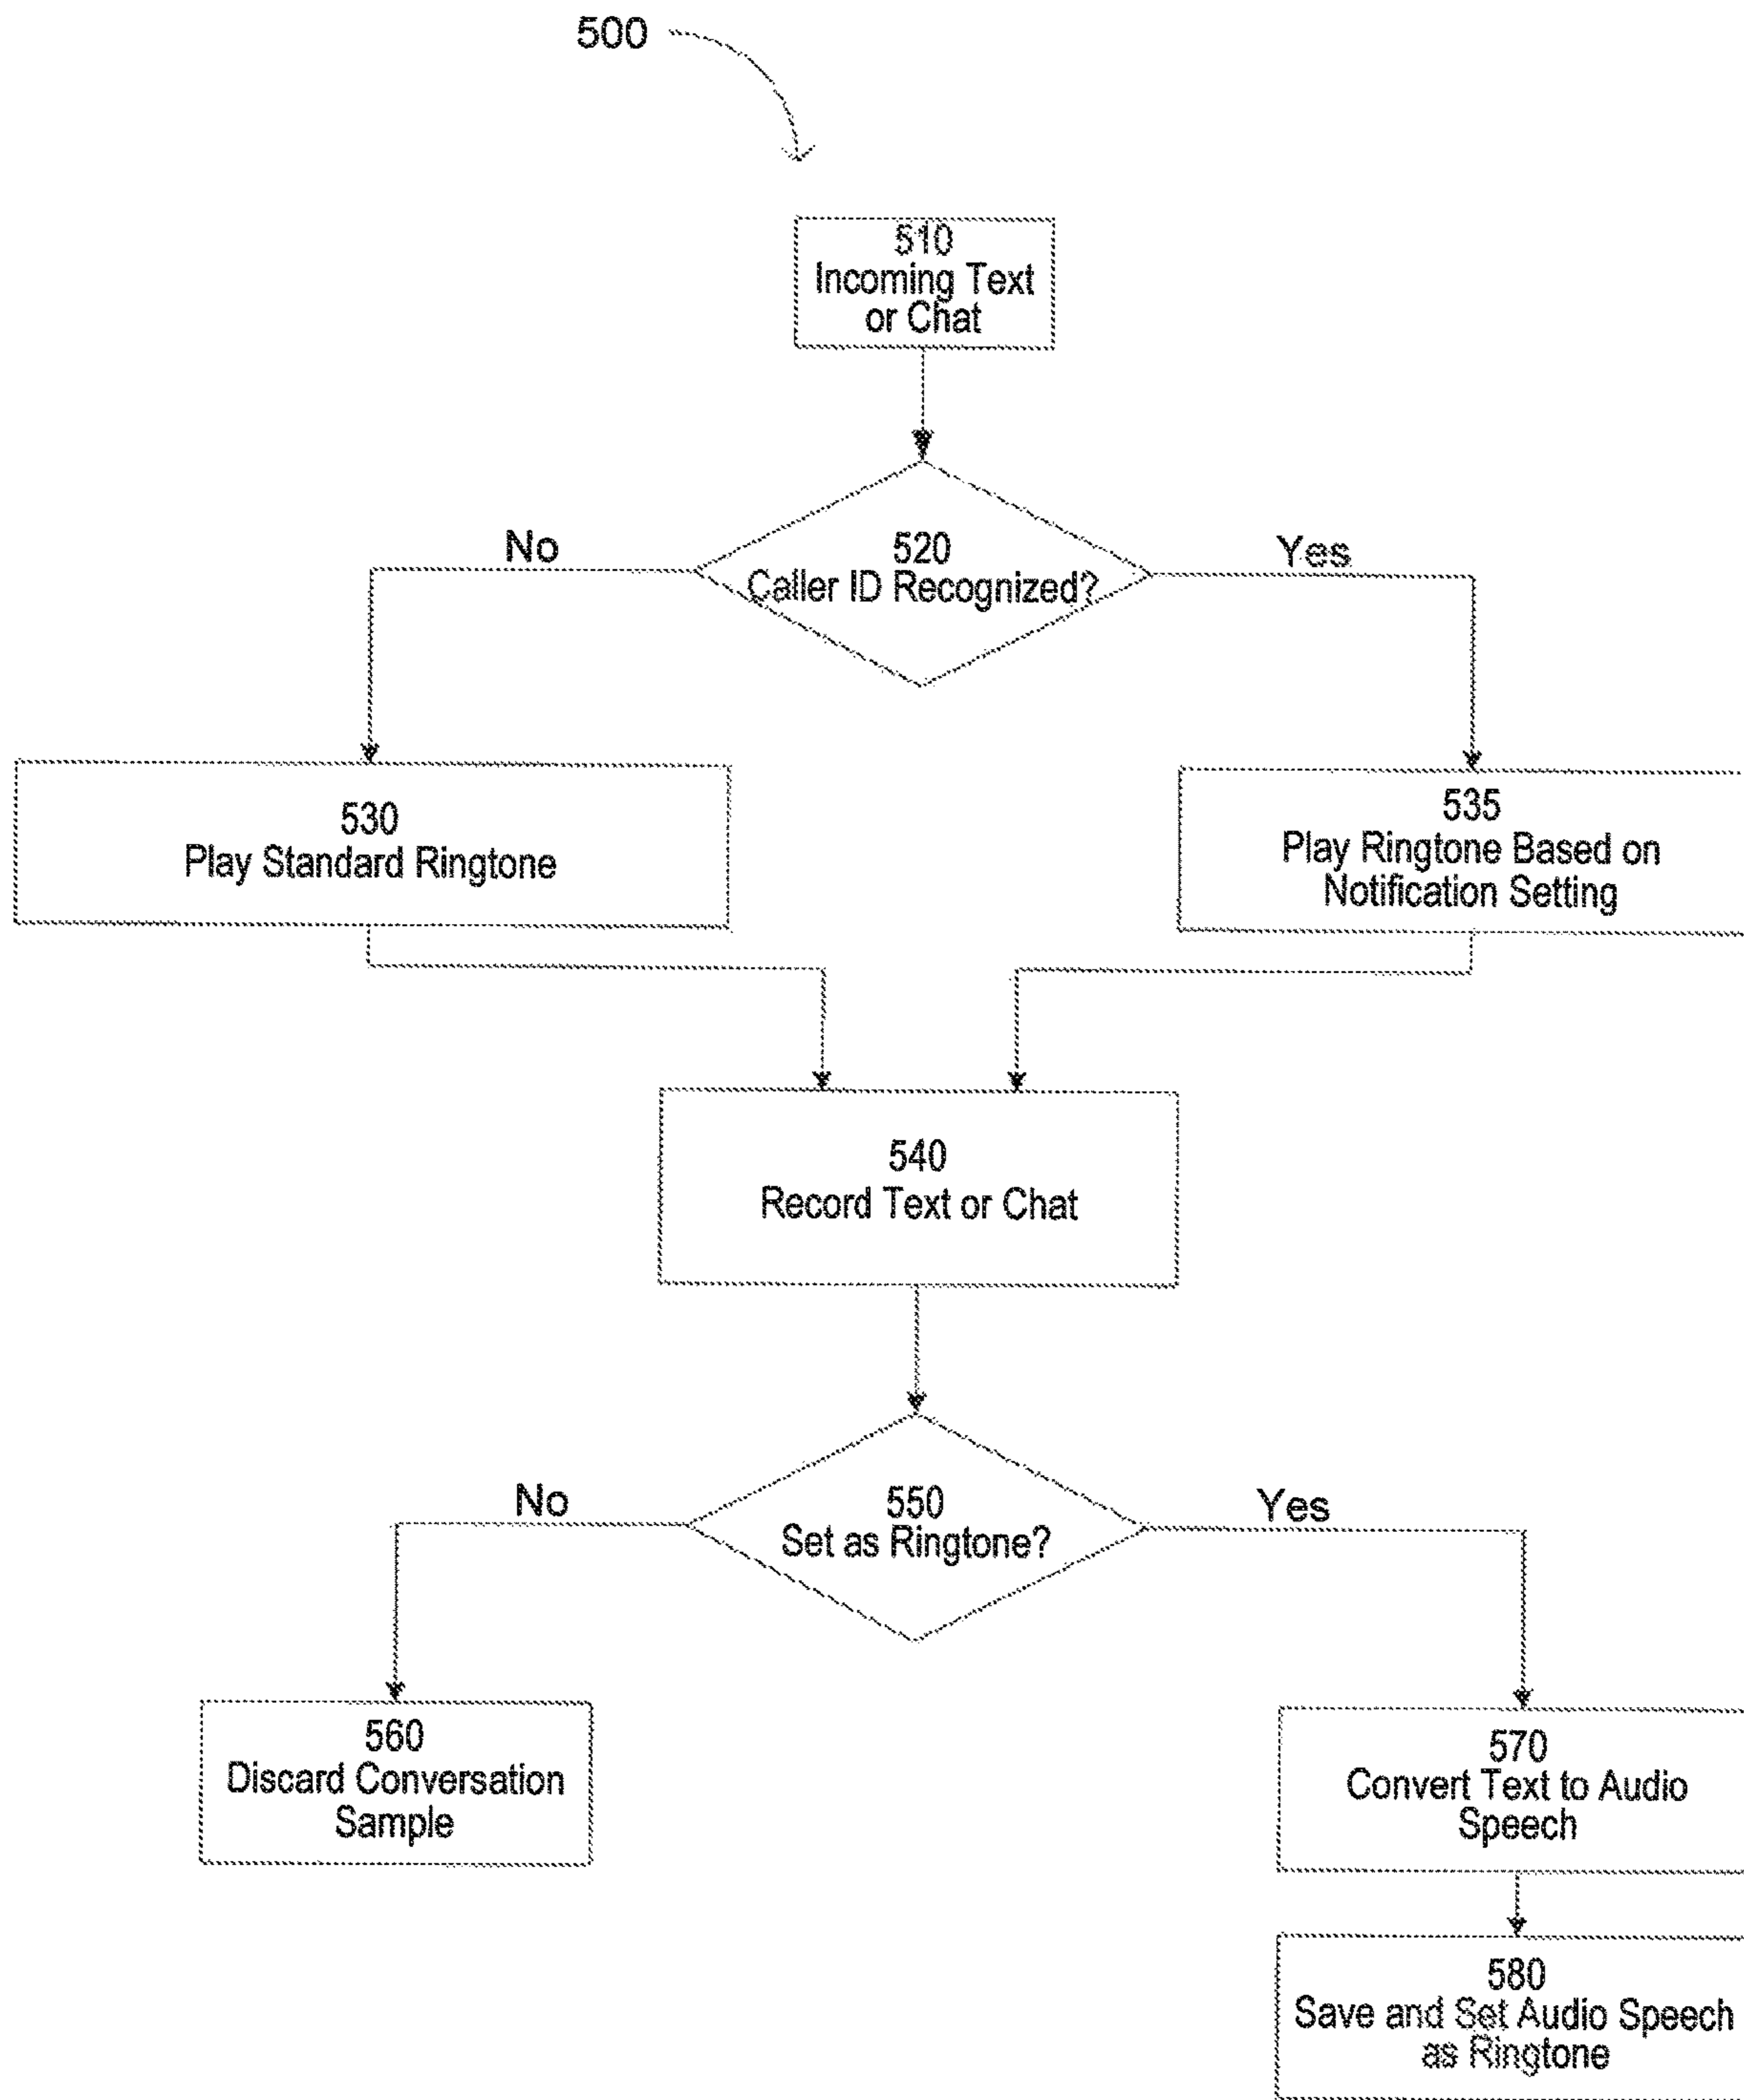 500
510
Incoming Text
or Chat
No
520
Caller ID Recognized?
Yes
530
Play Standard Ringtone
535
Play Ringtone Based on
Notification Setting
540
Record Text or Chat
No
550
Set as Ringtone?
Yes
560
Discard Conversation
Sample
570
Convert Text to Audio
Speech
580
Save and Set Audio Speech
as Ringtone